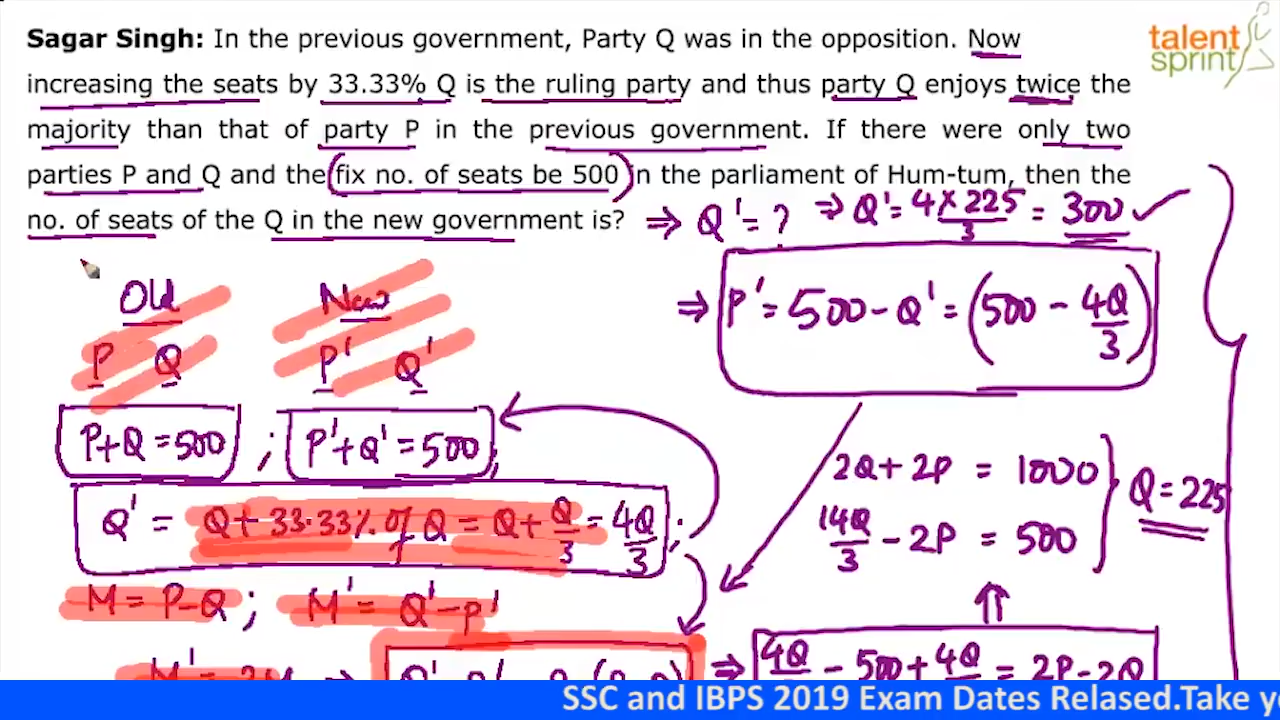 Sagar Singh: In the previous government, Party Q was in the opposition. Now
increasing the seats by 33.33% Q is the ruling party and thus party Q enjoys twice the
majority than that of party P in the previous government. If there were only two
parties P and Q and the fix no. of seats be 500 in the parliament of Hum-tum, then the
no. of seats of the Q in the new government is?
talent
sprint
⇒ Q' = ?
⇒ Q' = 4 × 225/3 = 300 ✓
Old New
P Q P' Q'
⇒ P' = 500 - Q' = (500 - 4Q/3)
P+Q = 500 ; P'+Q' = 500
Q' = Q + 33.33% of Q = Q + Q/3 = 4Q/3 ;
2Q + 2P = 1000
14Q/3 - 2P = 500
Q = 225
M = P-Q ; M' = Q'-P'
⇒ 4Q - 500 + 4Q = 2P - 2Q
SSC and IBPS 2019 Exam Dates Relased.Take